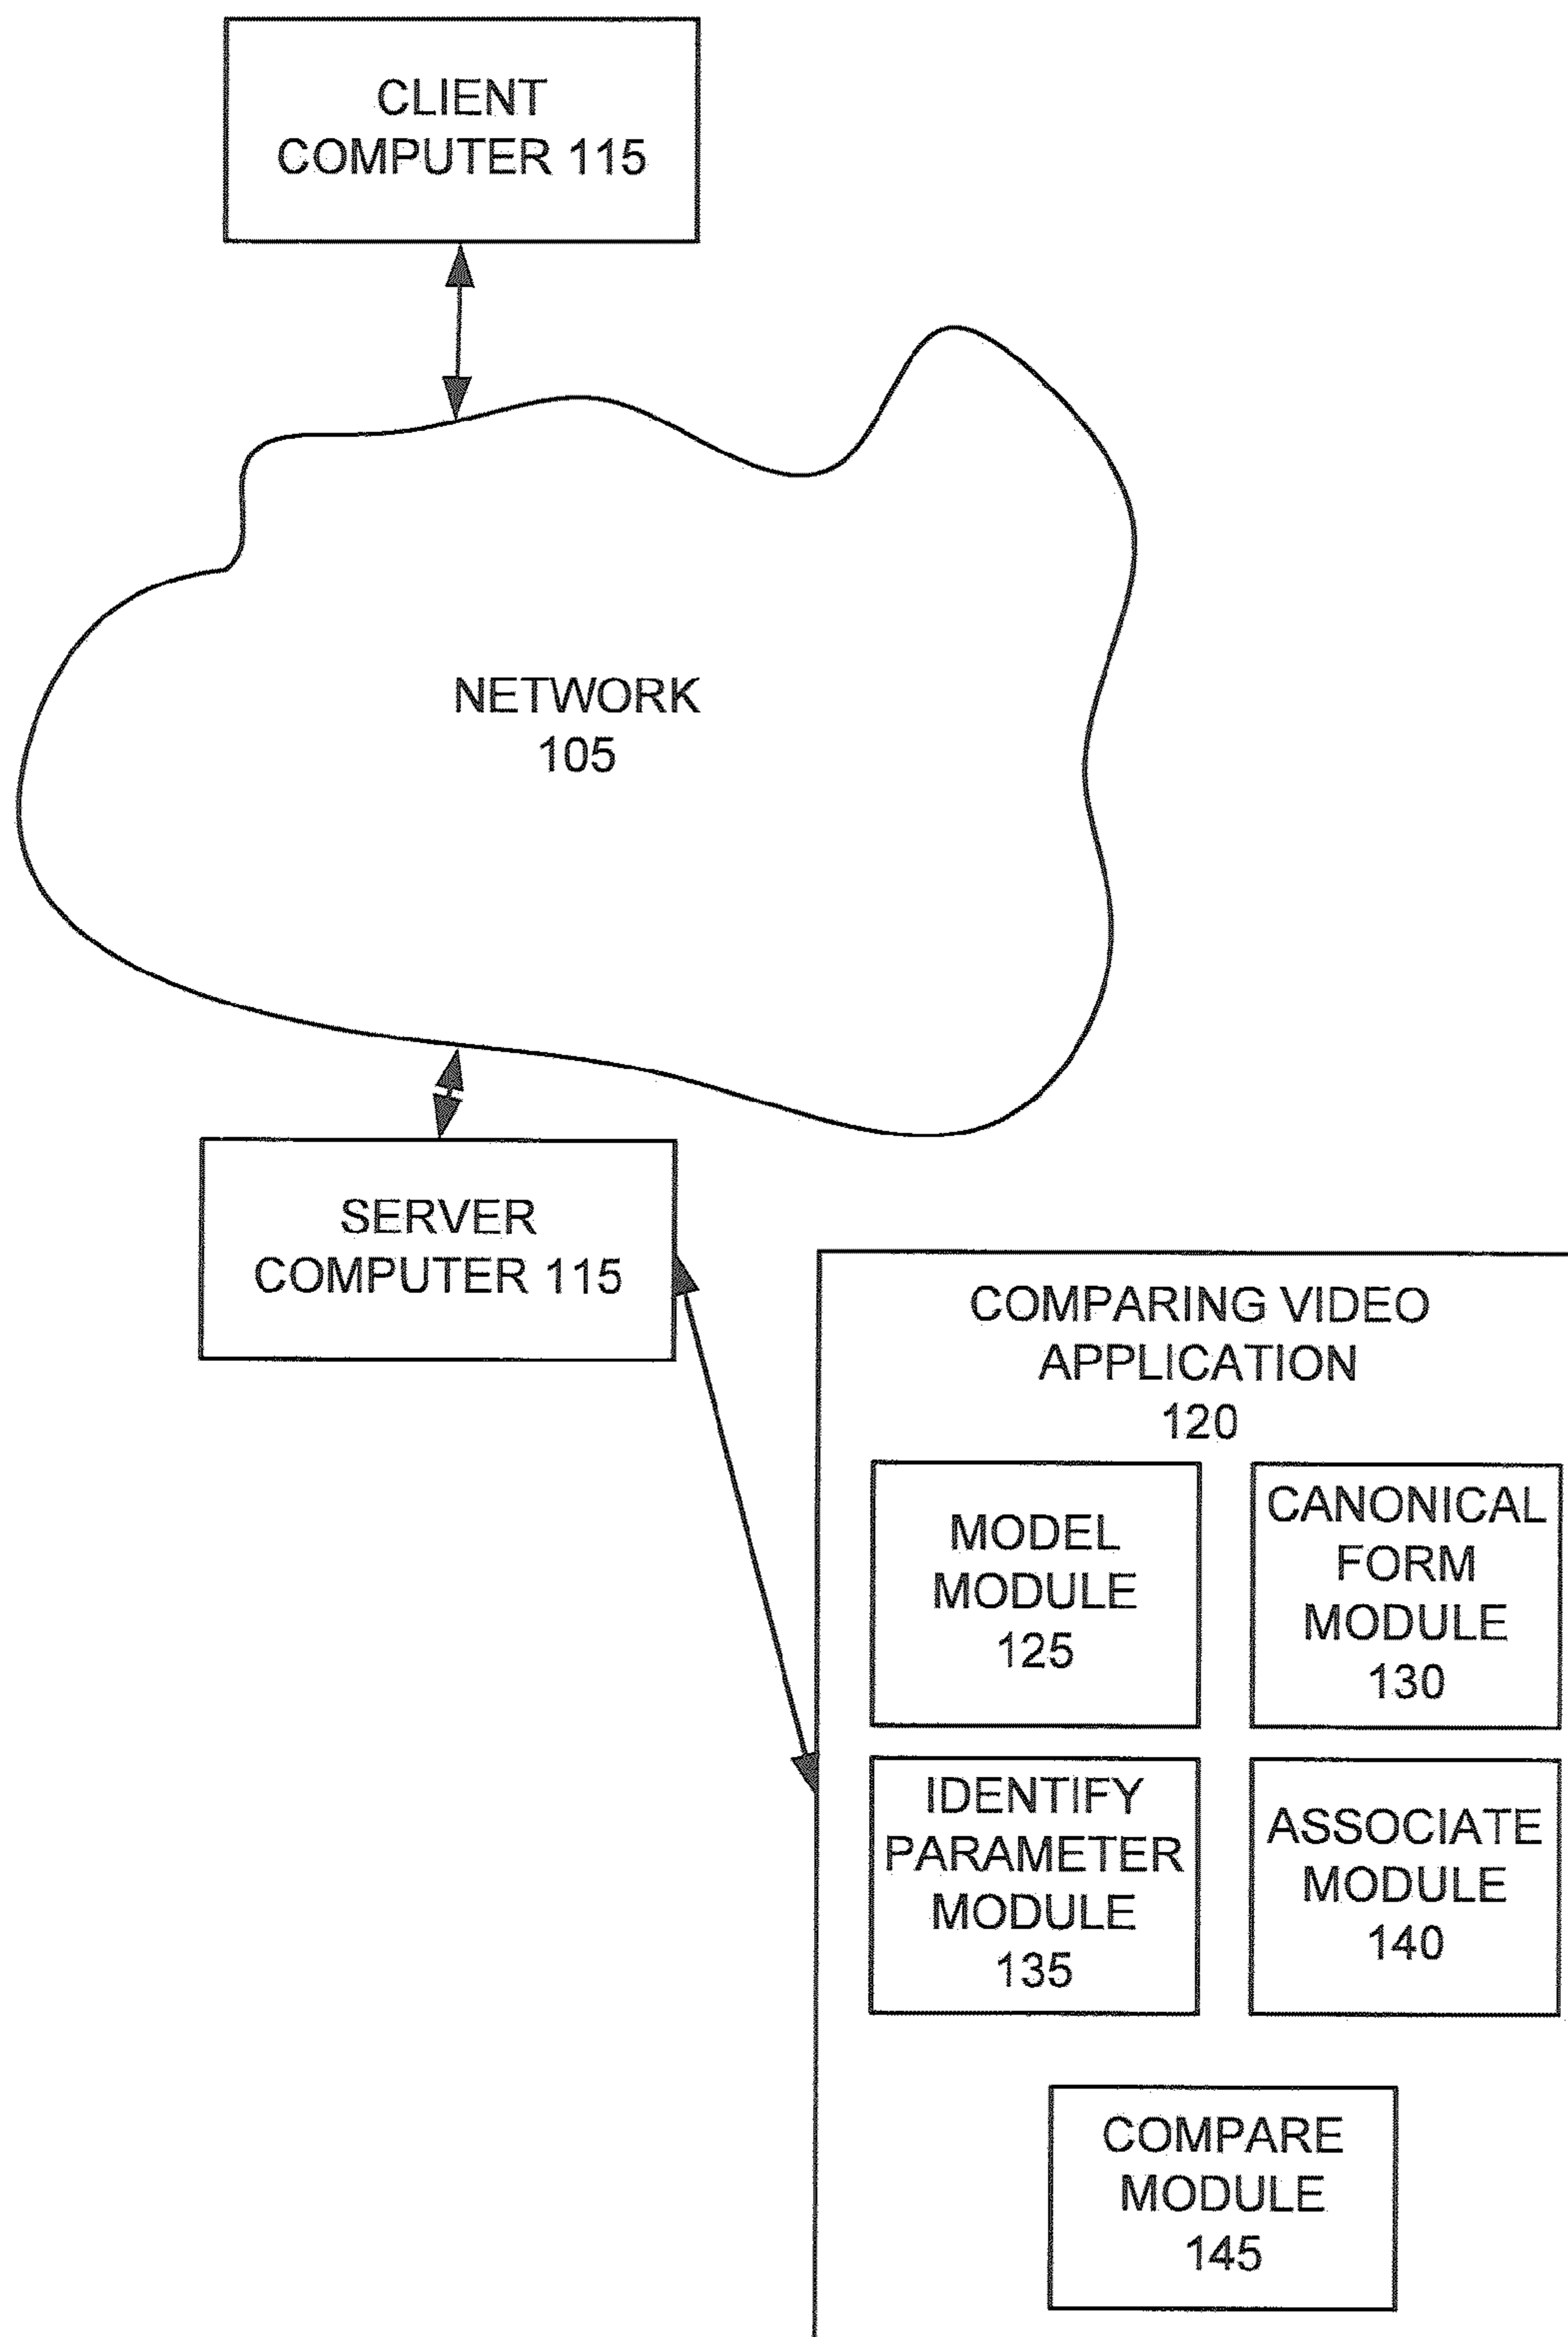 CLIENT
COMPUTER 115
NETWORK
105
SERVER
COMPUTER 115
COMPARING VIDEO
APPLICATION
120
MODEL
MODULE
125
CANONICAL
FORM
MODULE
130
IDENTIFY
PARAMETER
MODULE
135
ASSOCIATE
MODULE
140
COMPARE
MODULE
145